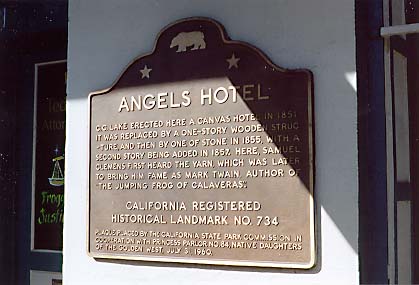 ANGELS HOTEL
C.C. LAKE ERECTED HERE A CANVAS HOTEL IN 1851.
IT WAS REPLACED BY A ONE-STORY WOODEN STRUC
TURE, AND THEN BY ONE OF STONE IN 1855, WITH A
SECOND STORY BEING ADDED IN 1857. HERE, SAMUEL
CLEMENS FIRST HEARD THE YARN WHICH WAS LATER
TO BRING HIM FAME AS MARK TWAIN, AUTHOR OF
"THE JUMPING FROG OF CALAVERAS".
CALIFORNIA REGISTERED
HISTORICAL LANDMARK NO. 734
PLAQUE PLACED BY THE CALIFORNIA STATE PARK COMMISSION IN
COOPERATION WITH PRINCESS PARLOR NO. 84, NATIVE DAUGHTERS
OF THE GOLDEN WEST, JULY 3, 1960.